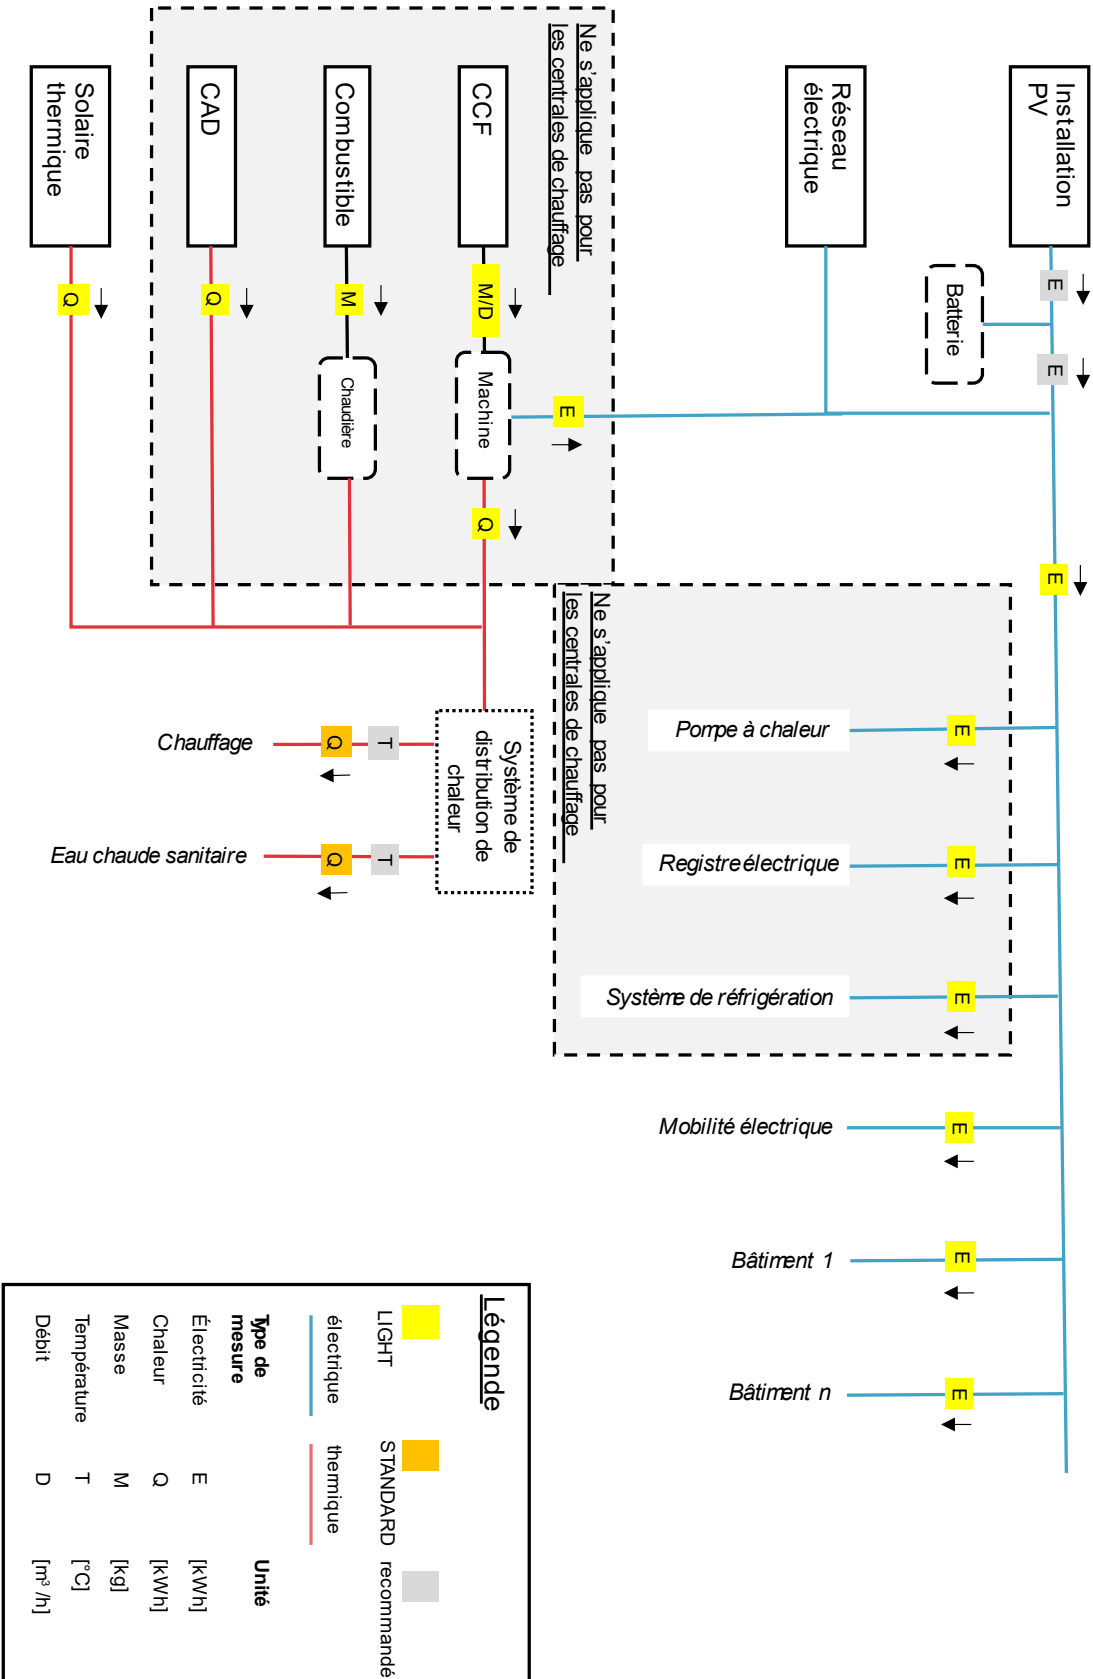 Installation
PV
E
Batterie
E
Réseau
électrique
E
Ne s'applique pas pour
les centrales de chauffage
CCF
M/D
Machine
E
Q
Combustible
M
Chaudière
CAD
Q
Solaire
thermique
Q
Ne s'applique pas pour
les centrales de chauffage
Pompe à chaleur
E
Registre électrique
E
Système de réfrigération
E
Mobilité électrique
E
Bâtiment 1
E
Bâtiment n
E
Système de
distribution de
chaleur
Chauffage
Q
T
Eau chaude sanitaire
Q
T
Légende
LIGHT
STANDARD
recommandé
électrique
thermique
Type de
mesure
Unité
Électricité E [kWh]
Chaleur Q [kWh]
Masse M [kg]
Température T [°C]
Débit D [m³ /h]